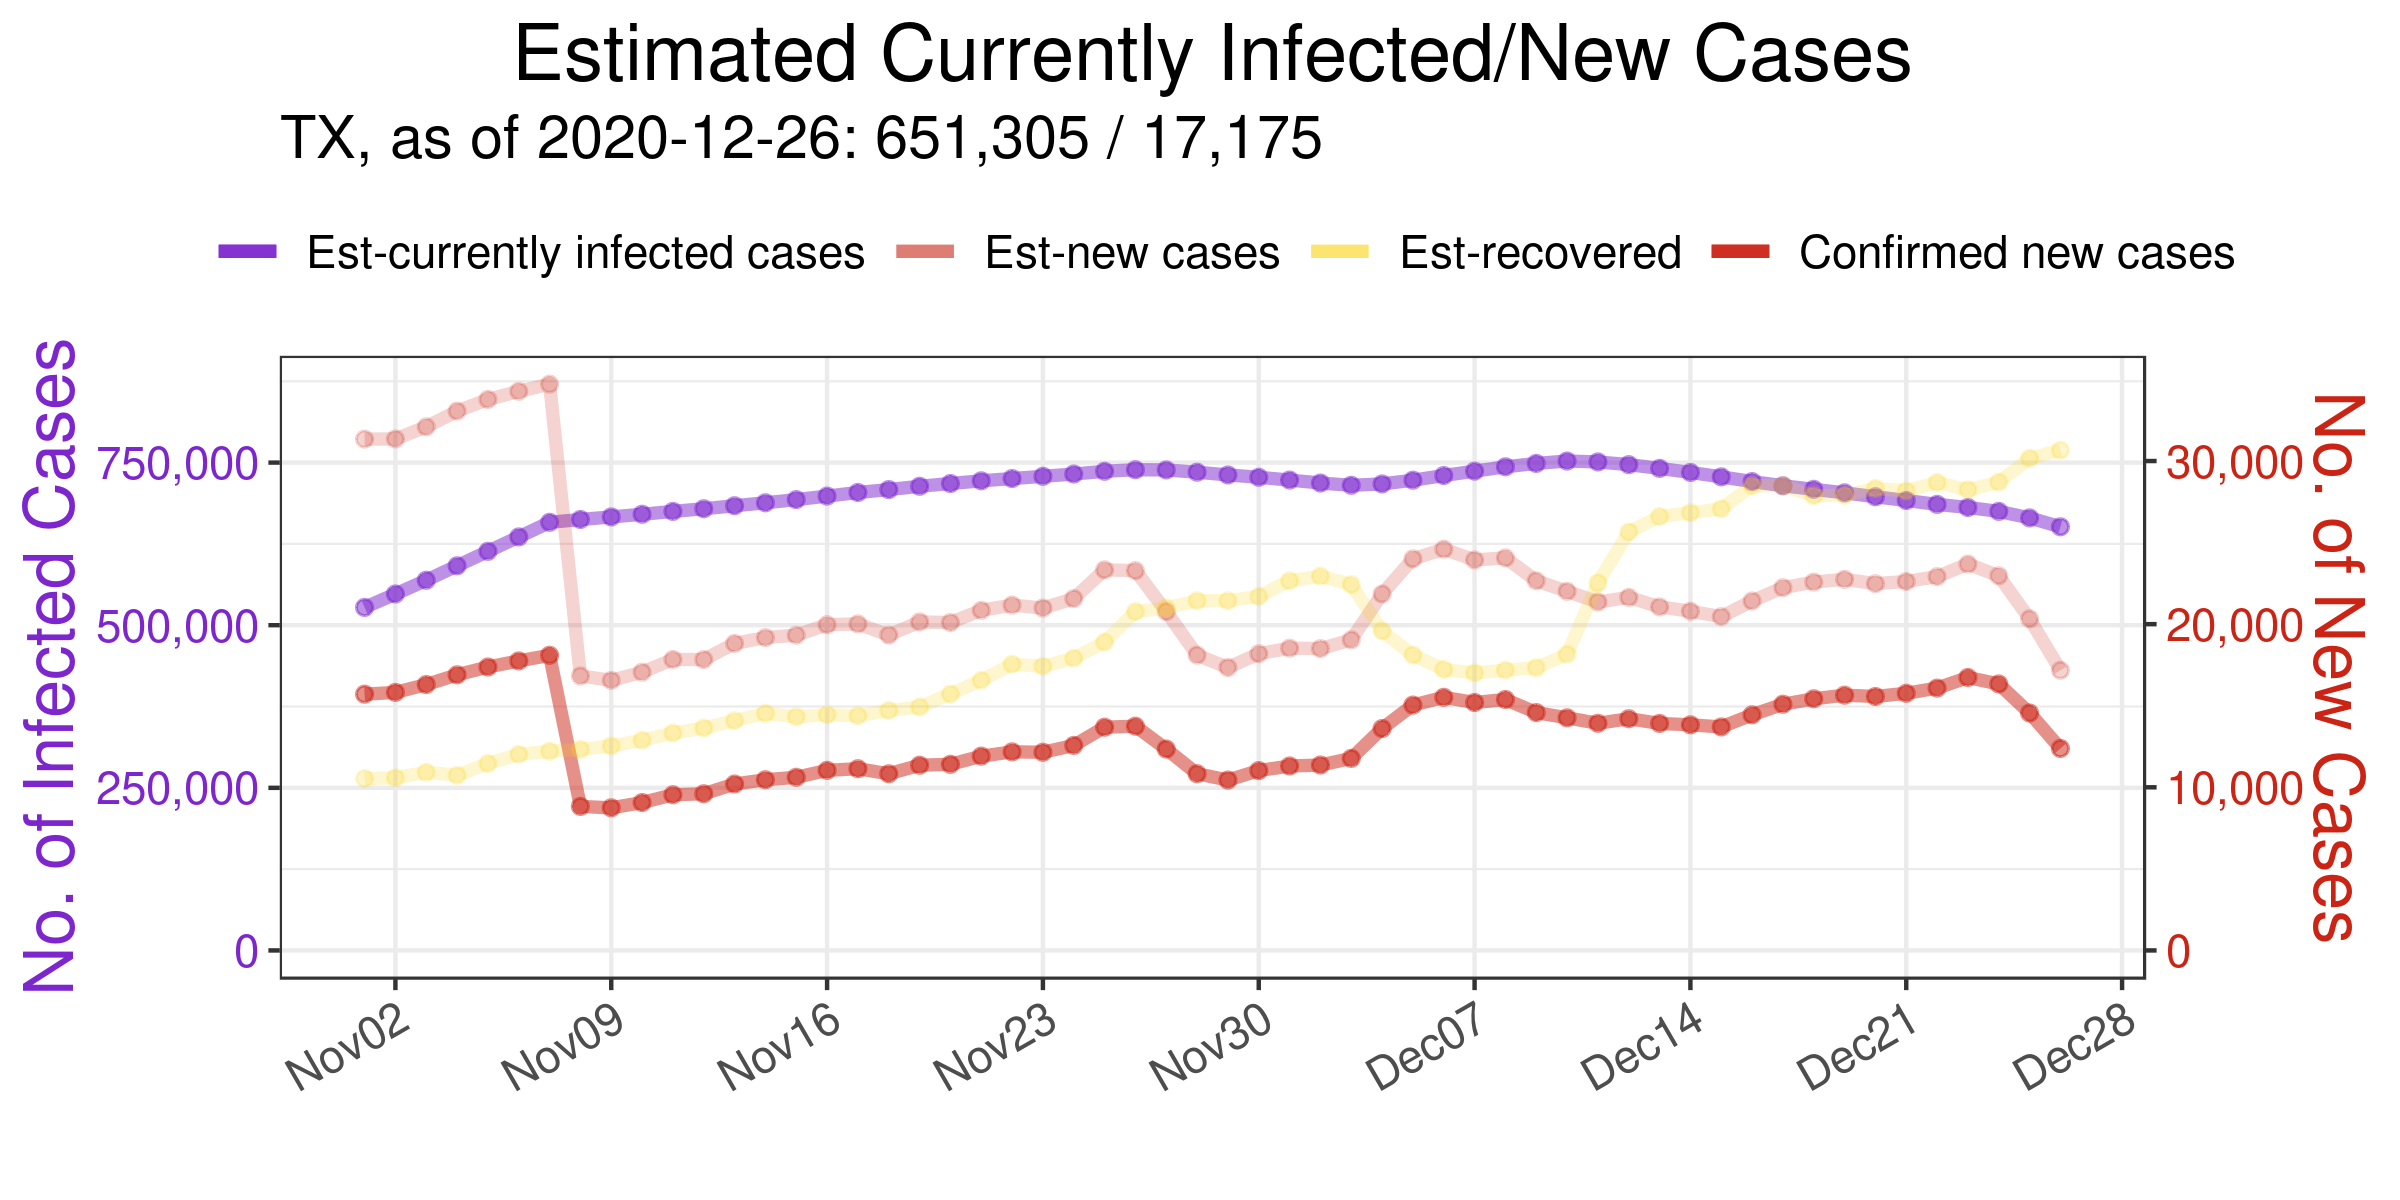 Estimated Currently Infected/New Cases
TX, as of 2020-12-26: 651,305 / 17,175
Est-currently infected cases Est-new cases Est-recovered Confirmed new cases
No. of Infected Cases
750,000
500,000
250,000
0
30,000
20,000
10,000
0
No. of New Cases
Nov02 Nov09 Nov16 Nov23 Nov30 Dec07 Dec14 Dec21 Dec28